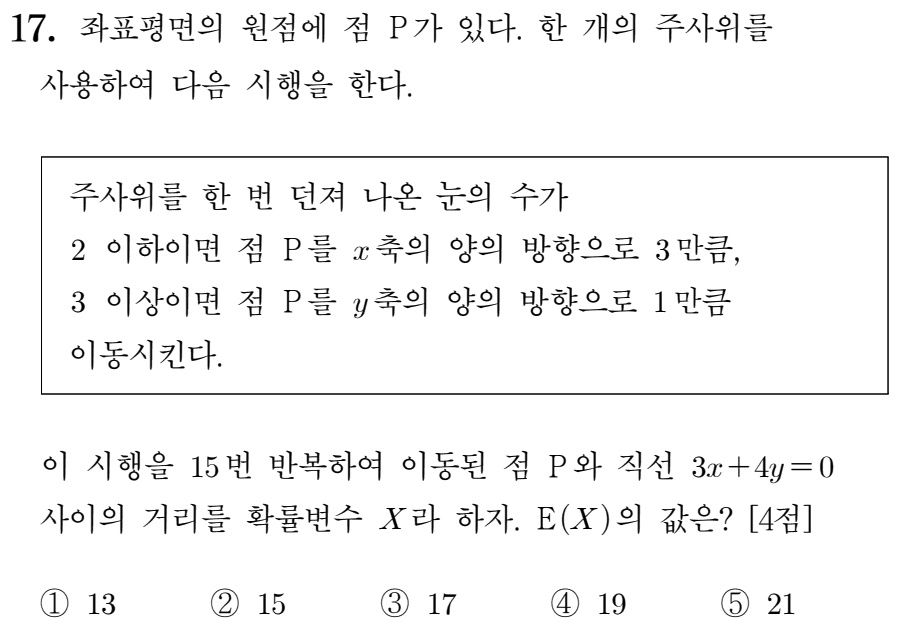 17. 좌표평면의 원점에 점 P가 있다. 한 개의 주사위를
사용하여 다음 시행을 한다.
주사위를 한 번 던져 나온 눈의 수가
2 이하이면 점 P를 x축의 양의 방향으로 3만큼,
3 이상이면 점 P를 y축의 양의 방향으로 1만큼
이동시킨다.
이 시행을 15번 반복하여 이동된 점 P와 직선 3x+4y=0
사이의 거리를 확률변수 X라 하자. E(X)의 값은? [4점]
① 13 ② 15 ③ 17 ④ 19 ⑤ 21